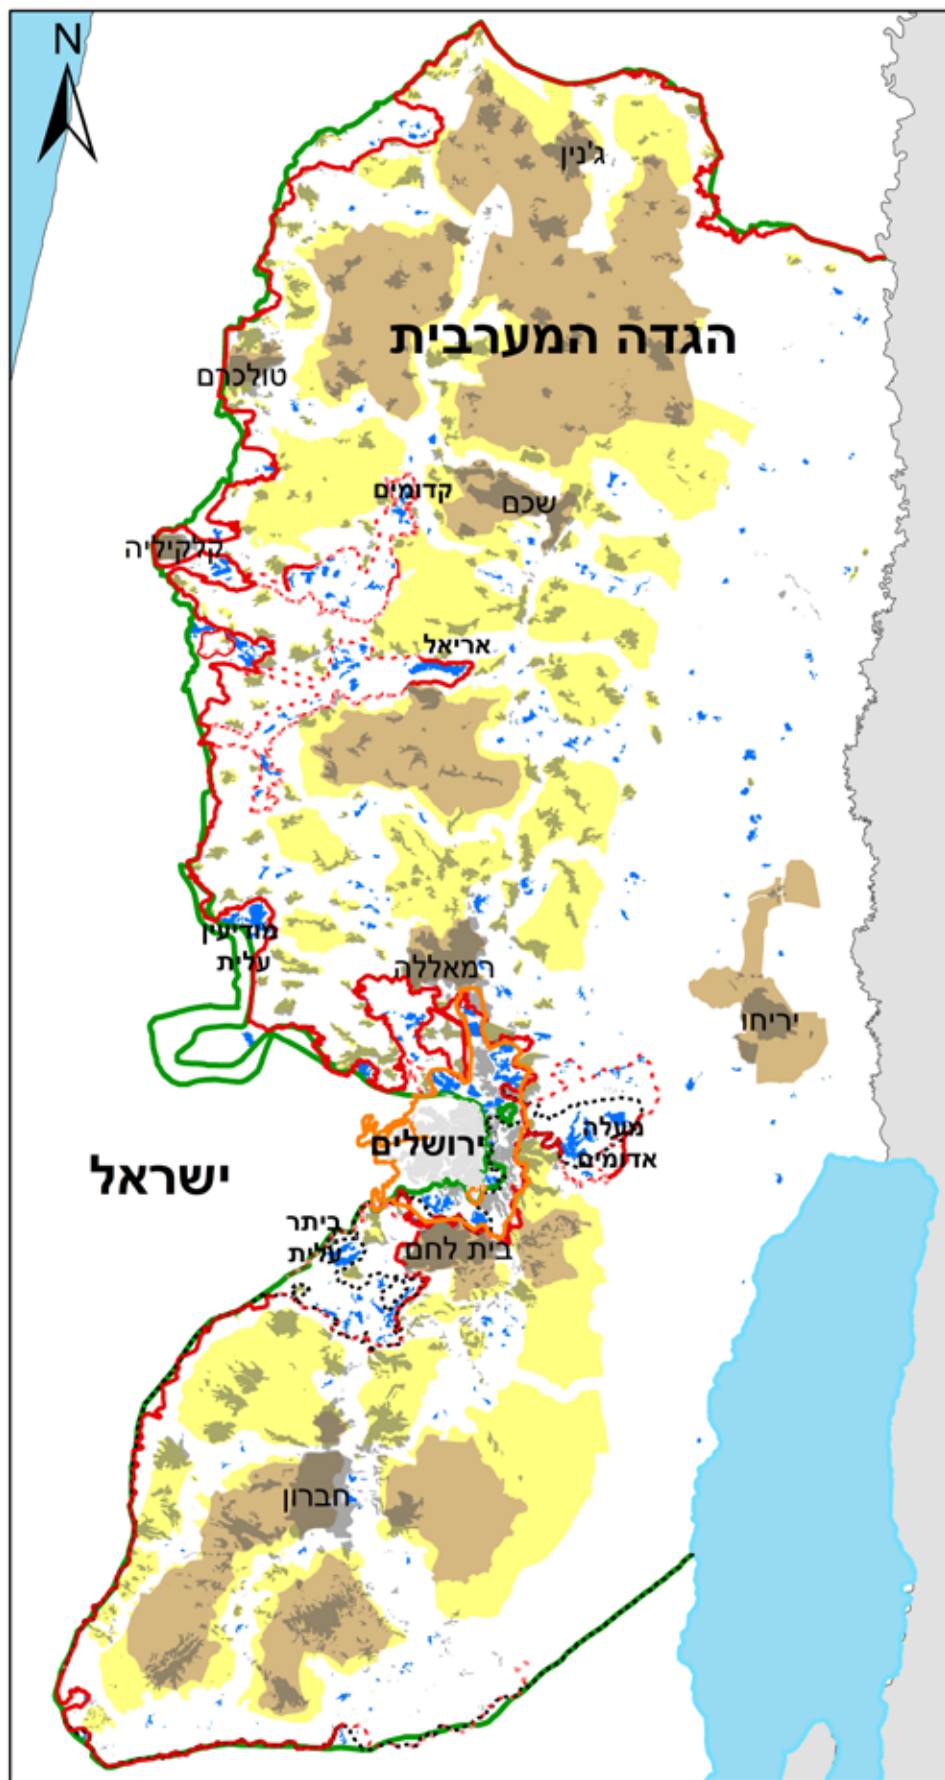 N
ג'נין
הגדה המערבית
טולכרם
קדומים
שכם
קלקיליה
אריאל
מודיעין
עלית
רמאללה
יריחו
מעלה
אדומים
ירושלים
ישראל
ביתר
עלית
בית לחם
חברון